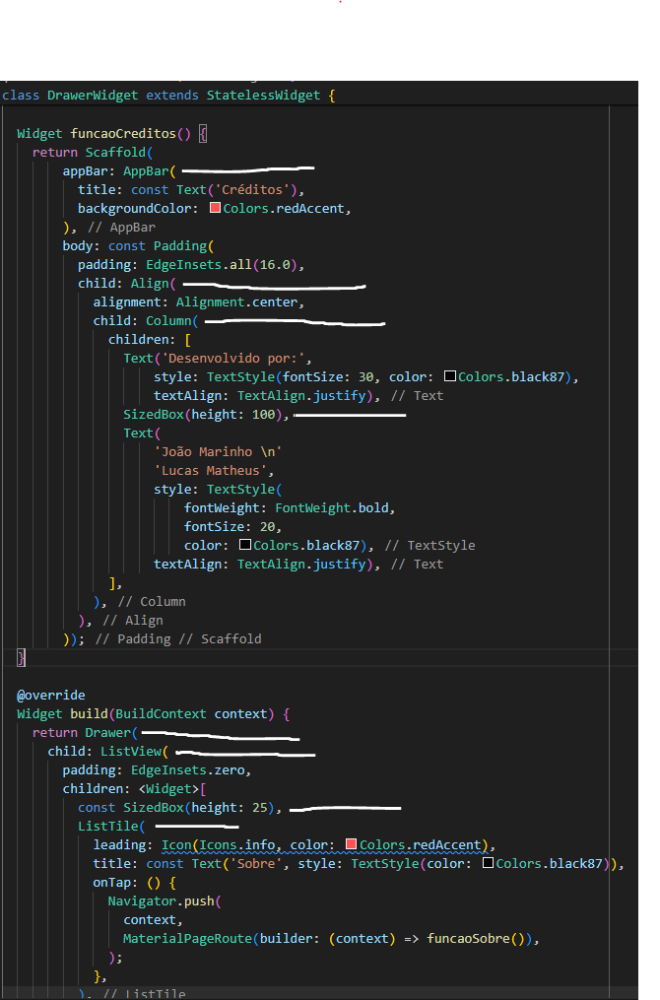 class DrawerWidget extends StatelessWidget {
Widget funcaoCreditos() {
return Scaffold(
appBar: AppBar(
title: const Text('Créditos'),
backgroundColor: Colors.redAccent,
), // AppBar
body: const Padding(
padding: EdgeInsets.all(16.0),
child: Align(
alignment: Alignment.center,
child: Column(
children: [
Text('Desenvolvido por:',
style: TextStyle(fontSize: 30, color: Colors.black87),
textAlign: TextAlign.justify), // Text
SizedBox(height: 100),
Text(
'João Marinho \n'
'Lucas Matheus',
style: TextStyle(
fontWeight: FontWeight.bold,
fontSize: 20,
color: Colors.black87), // TextStyle
textAlign: TextAlign.justify), // Text
],
), // Column
), // Align
)); // Padding // Scaffold
}
@override
Widget build(BuildContext context) {
return Drawer(
child: ListView(
padding: EdgeInsets.zero,
children: <Widget>[
const SizedBox(height: 25),
ListTile(
leading: Icon(Icons.info, color: Colors.redAccent),
title: const Text('Sobre', style: TextStyle(color: Colors.black87)),
onTap: () {
Navigator.push(
context,
MaterialPageRoute(builder: (context) => funcaoSobre()),
);
},
), // ListTile